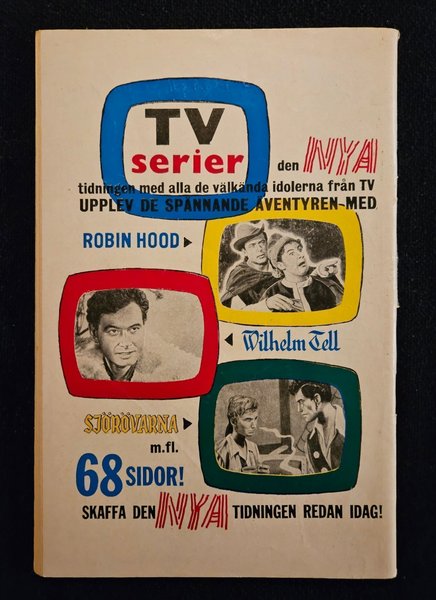 TV
serier
den NYA
tidningen med alla de välkända idolerna från TV
UPPLEV DE SPÄNNANDE ÄVENTYREN MED
ROBIN HOOD
Wilhelm Tell
SJÖRÖVARNA
m.fl.
68 SIDOR!
SKAFFA DEN NYA TIDNINGEN REDAN IDAG!